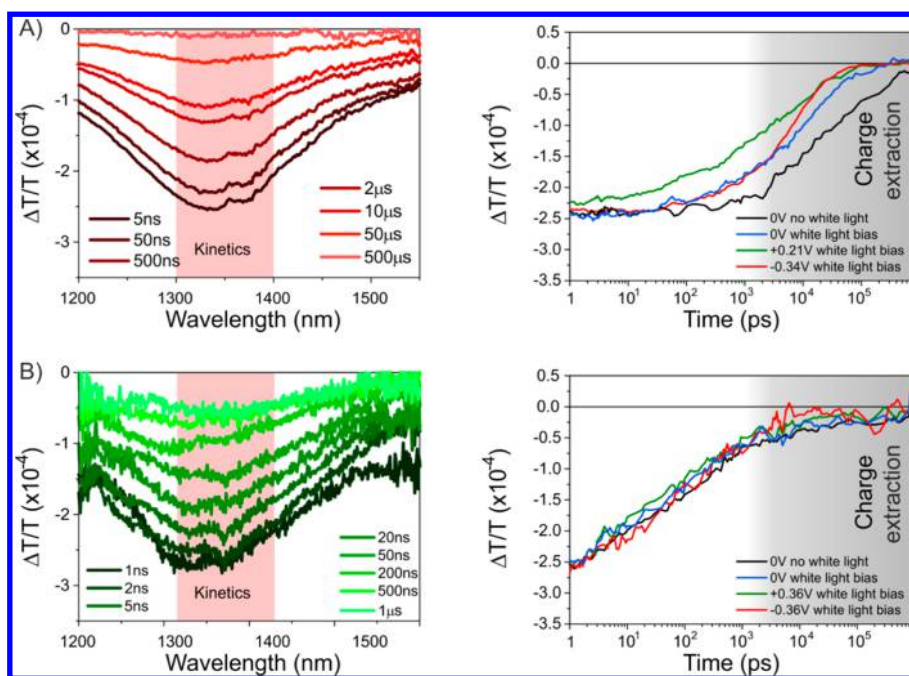 A)
0
-1
-2
-3
ΔT/T (x10⁻⁴)
5ns
50ns
500ns
Kinetics
2μs
10μs
50μs
500μs
1200 1300 1400 1500
Wavelength (nm)
0.5
0.0
-0.5
-1.0
-1.5
-2.0
-2.5
-3.0
-3.5
ΔT/T (x10⁻⁴)
Charge
extraction
0V no white light
0V white light bias
+0.21V white light bias
-0.34V white light bias
1 10¹ 10² 10³ 10⁴ 10⁵
Time (ps)
B)
0
-1
-2
-3
ΔT/T (x10⁻⁴)
1ns
2ns
5ns
Kinetics
20ns
50ns
200ns
500ns
1μs
1200 1300 1400 1500
Wavelength (nm)
0.5
0.0
-0.5
-1.0
-1.5
-2.0
-2.5
-3.0
-3.5
ΔT/T (x10⁻⁴)
Charge
extraction
0V no white light
0V white light bias
+0.36V white light bias
-0.36V white light bias
1 10¹ 10² 10³ 10⁴ 10⁵
Time (ps)